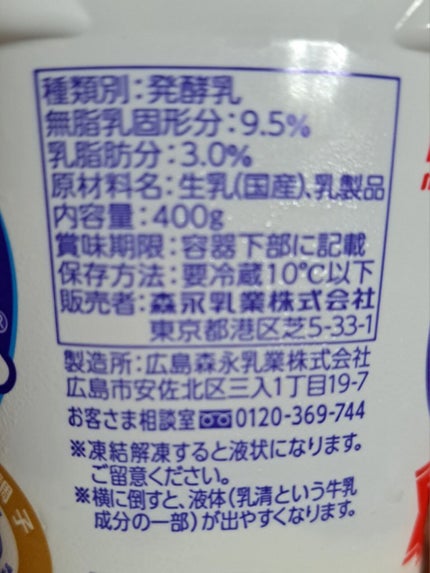 種類別:発酵乳
無脂乳固形分:9.5%
乳脂肪分:3.0%
原材料名:生乳(国産)、乳製品
内容量:400g
賞味期限:容器下部に記載
保存方法:要冷蔵10℃以下
販売者:森永乳業株式会社
東京都港区芝5-33-1
製造所:広島森永乳業株式会社
広島市安佐北区三入1丁目19-7
お客さま相談室 0120-369-744
※凍結解凍すると液状になります。
ご留意ください。
※横に倒すと、液体(乳清という牛乳
成分の一部)が出やすくなります。